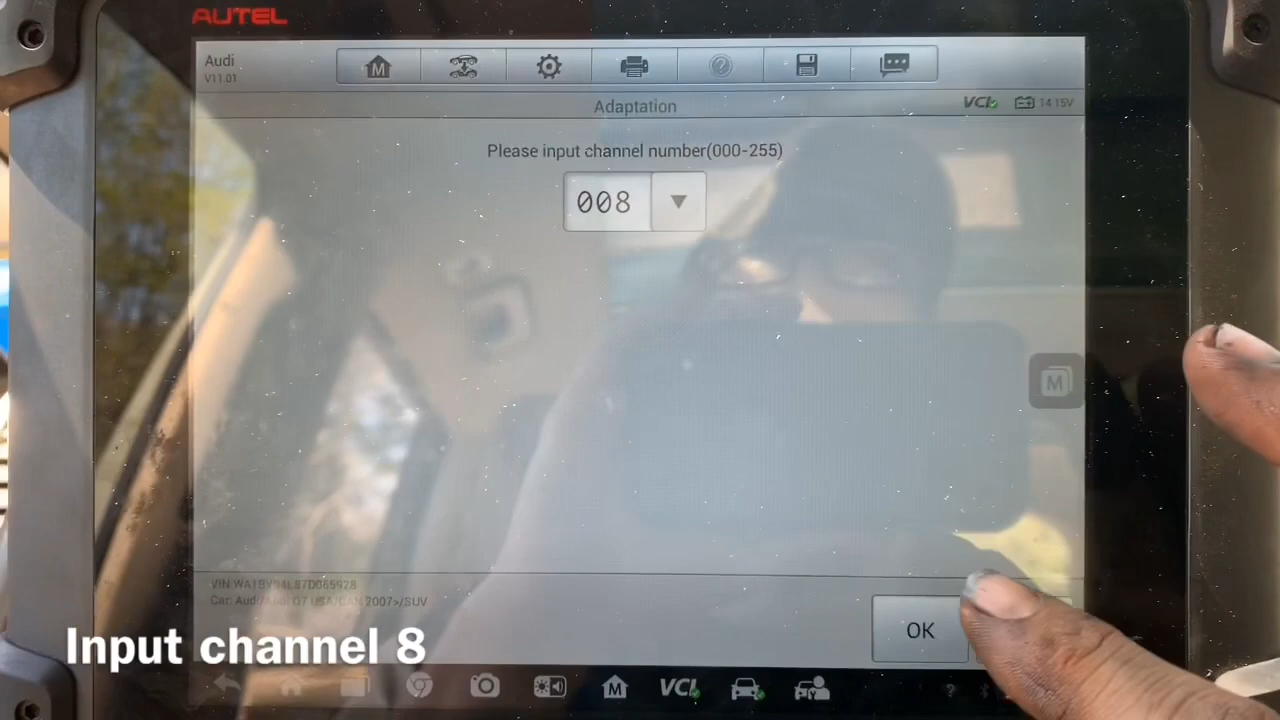 AUTEL
Audi
V11.01
M
Adaptation
VCI
14 15V
Please input channel number(000-255)
008
M
Car: Audi/Audi Q7 USA/CAN 2007>/SUV
OK
Input channel 8
M
VCI
?